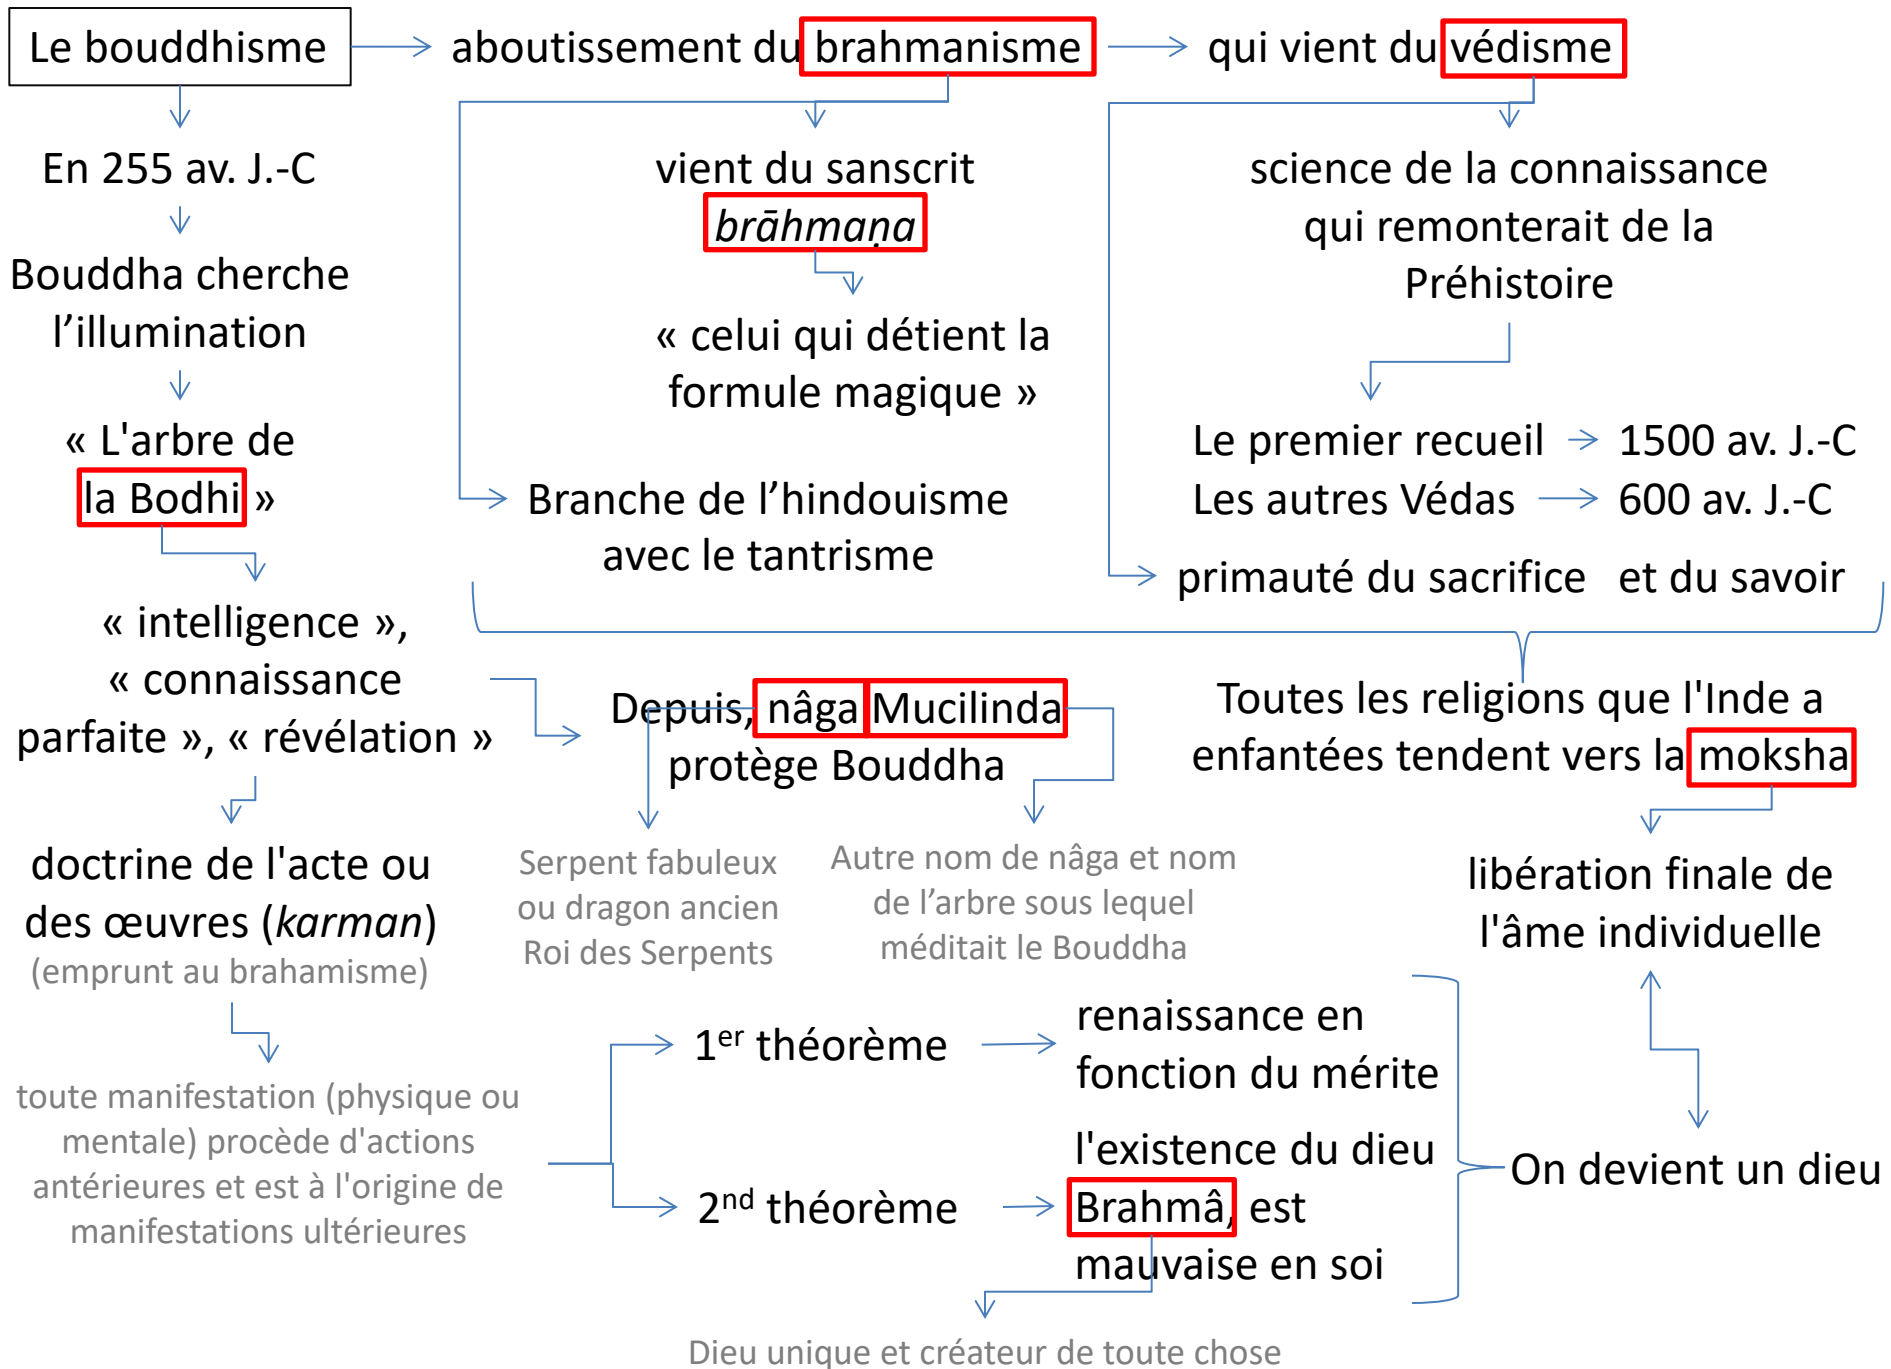 Le bouddhisme
aboutissement du brahmanisme
qui vient du védisme
En 255 av. J.-C
Bouddha cherche
l’illumination
« L'arbre de
la Bodhi »
« intelligence »,
« connaissance
parfaite », « révélation »
doctrine de l'acte ou
des œuvres (karman)
(emprunt au brahamisme)
toute manifestation (physique ou
mentale) procède d'actions
antérieures et est à l'origine de
manifestations ultérieures
vient du sanscrit
brāhmaṇa
« celui qui détient la
formule magique »
Branche de l’hindouisme
avec le tantrisme
science de la connaissance
qui remonterait de la
Préhistoire
Le premier recueil
1500 av. J.-C
Les autres Védas
600 av. J.-C
primauté du sacrifice et du savoir
Depuis, nâga Mucilinda
protège Bouddha
Serpent fabuleux
ou dragon ancien
Roi des Serpents
Autre nom de nâga et nom
de l’arbre sous lequel
méditait le Bouddha
Toutes les religions que l'Inde a
enfantées tendent vers la moksha
libération finale de
l'âme individuelle
1er théorème
renaissance en
fonction du mérite
2nd théorème
l'existence du dieu
Brahmâ, est
mauvaise en soi
On devient un dieu
Dieu unique et créateur de toute chose